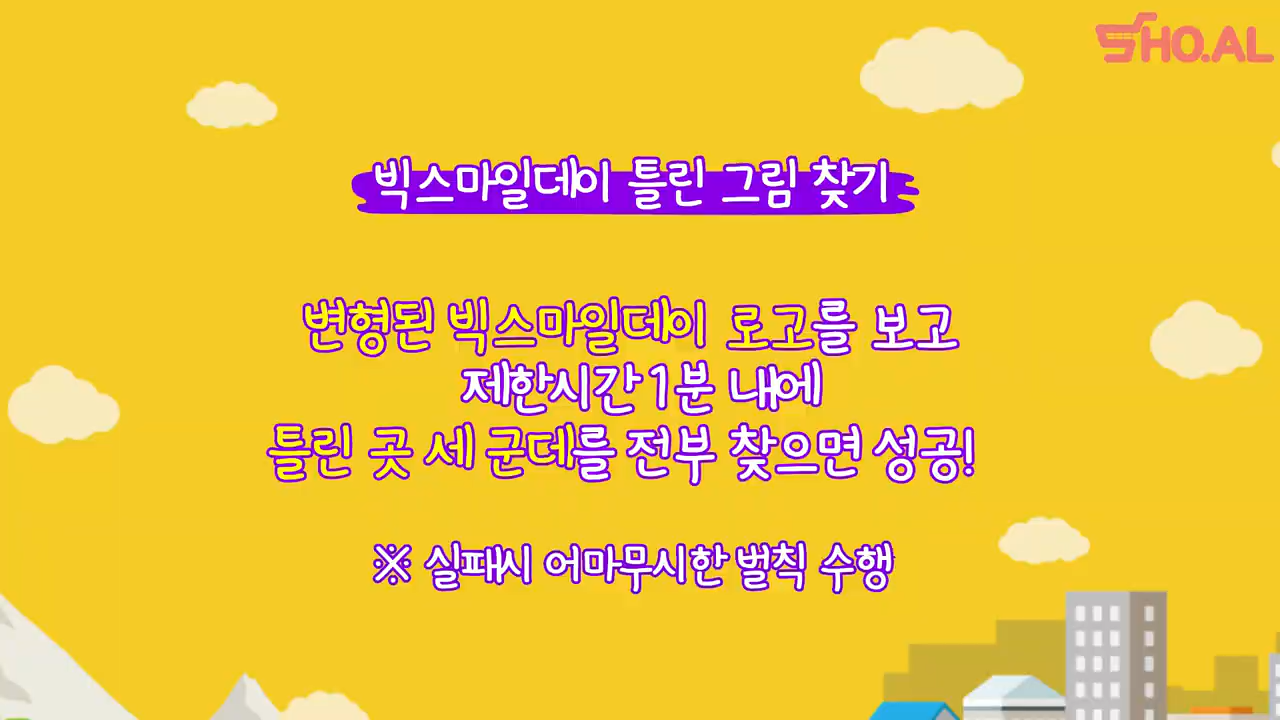 SHO.AL
빅스마일데이 틀린 그림 찾기
변형된 빅스마일데이 로고를 보고
제한시간 1분 내에
틀린 곳 세 군데를 전부 찾으면 성공!
※ 실패시 어마무시한 벌칙 수행